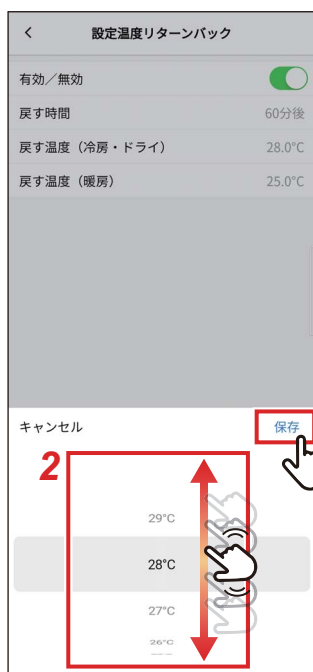 設定温度リターンバック
有効／無効
戻す時間 60分後
戻す温度（冷房・ドライ） 28.0°C
戻す温度（暖房） 25.0°C
キャンセル 保存
2
29°C
28°C
27°C
26°C